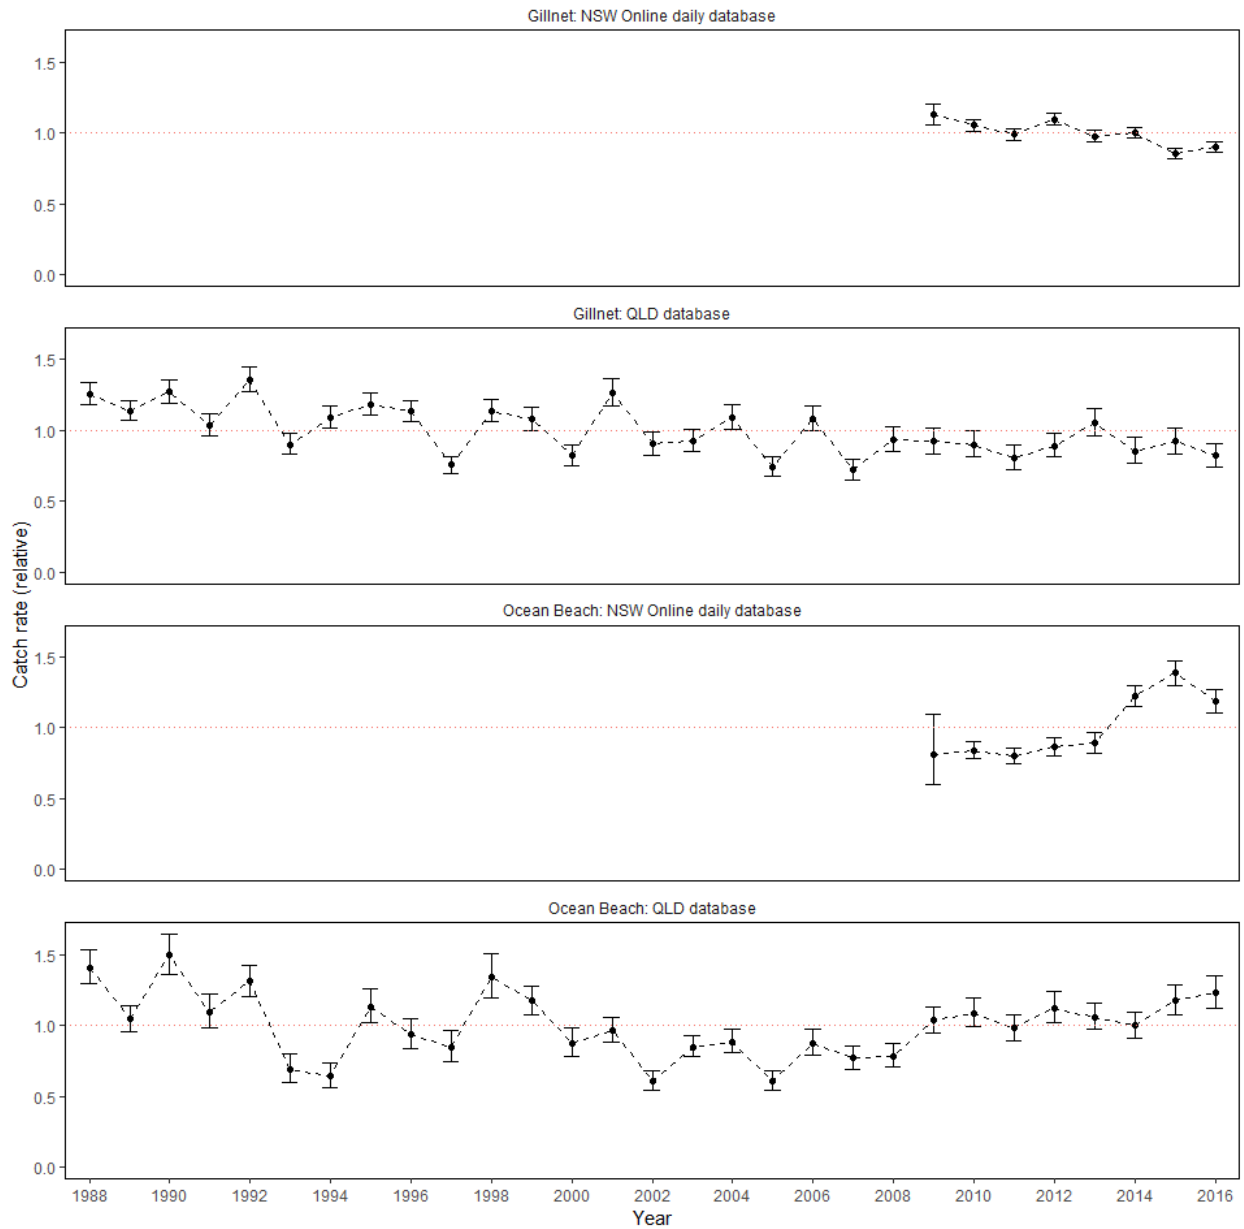 Gillnet: NSW Online daily database
1.5
1.0
0.5
0.0
Gillnet: QLD database
1.5
1.0
0.5
0.0
Catch rate (relative)
Ocean Beach: NSW Online daily database
1.5
1.0
0.5
0.0
Ocean Beach: QLD database
1.5
1.0
0.5
0.0
1988 1990 1992 1994 1996 1998 2000 2002 2004 2006 2008 2010 2012 2014 2016
Year